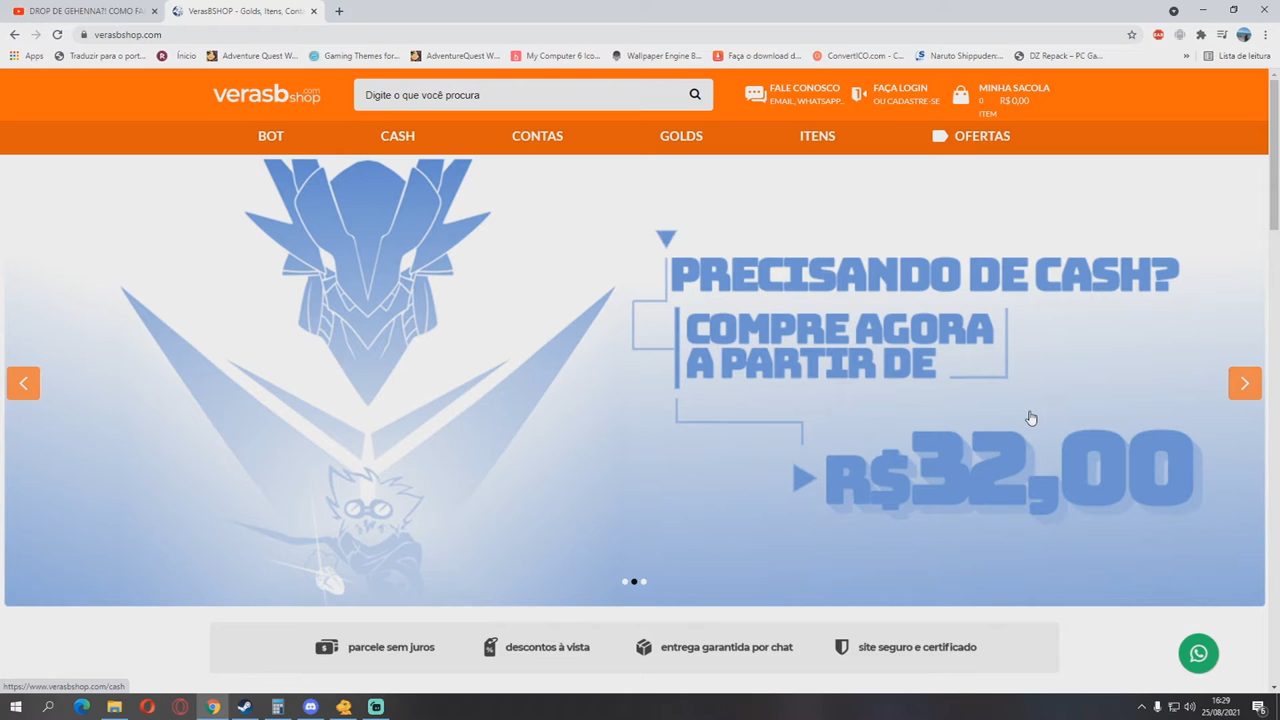 DROP DE GEHENNA?! COMO FA
VerasBSHOP - Golds, Itens, Cont
verasbshop.com
Apps
Traduzir para o port...
Início
Adventure Quest W...
Gaming Themes for...
AdventureQuest W...
My Computer 6 Ico...
Wallpaper Engine B...
Faça o download d...
ConvertICO.com - C...
Naruto Shippuden:...
DZ Repack – PC Ga...
Lista de leitura
verasbshop.com
Digite o que você procura
FALE CONOSCO
EMAIL, WHATSAPP...
FAÇA LOGIN
OU CADASTRE-SE
MINHA SACOLA
0 R$ 0,00
ITEM
BOT
CASH
CONTAS
GOLDS
ITENS
OFERTAS
PRECISANDO DE CASH?
COMPRE AGORA
A PARTIR DE
R$32,00
parcele sem juros
descontos à vista
entrega garantida por chat
site seguro e certificado
https://www.verasbshop.com/cash
16:29
25/08/2021
6